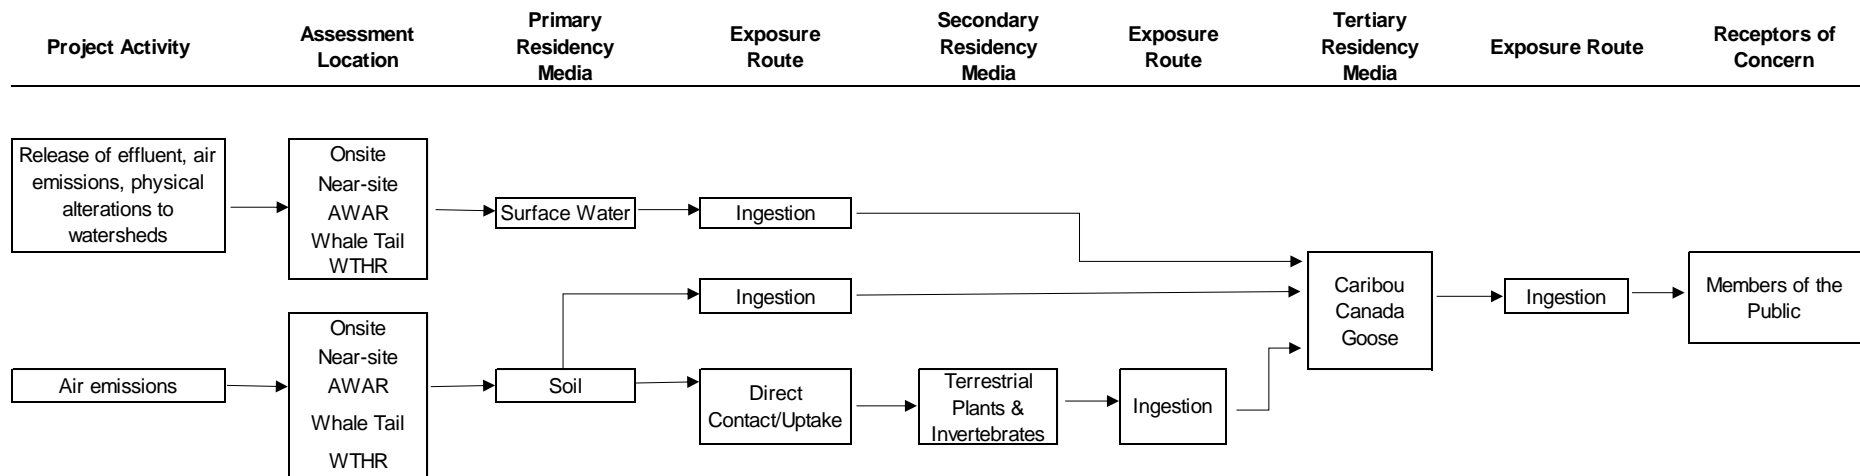 Project Activity
Assessment
Location
Primary
Residency
Media
Exposure
Route
Secondary
Residency
Media
Exposure
Route
Tertiary
Residency
Media
Exposure Route
Receptors of
Concern
Release of effluent, air
emissions, physical
alterations to
watersheds
Onsite
Near-site
AWAR
Whale Tail
WTHR
Surface Water
Ingestion
Ingestion
Caribou
Canada
Goose
Ingestion
Members of the
Public
Air emissions
Onsite
Near-site
AWAR
Whale Tail
WTHR
Soil
Direct
Contact/Uptake
Terrestrial
Plants &
Invertebrates
Ingestion